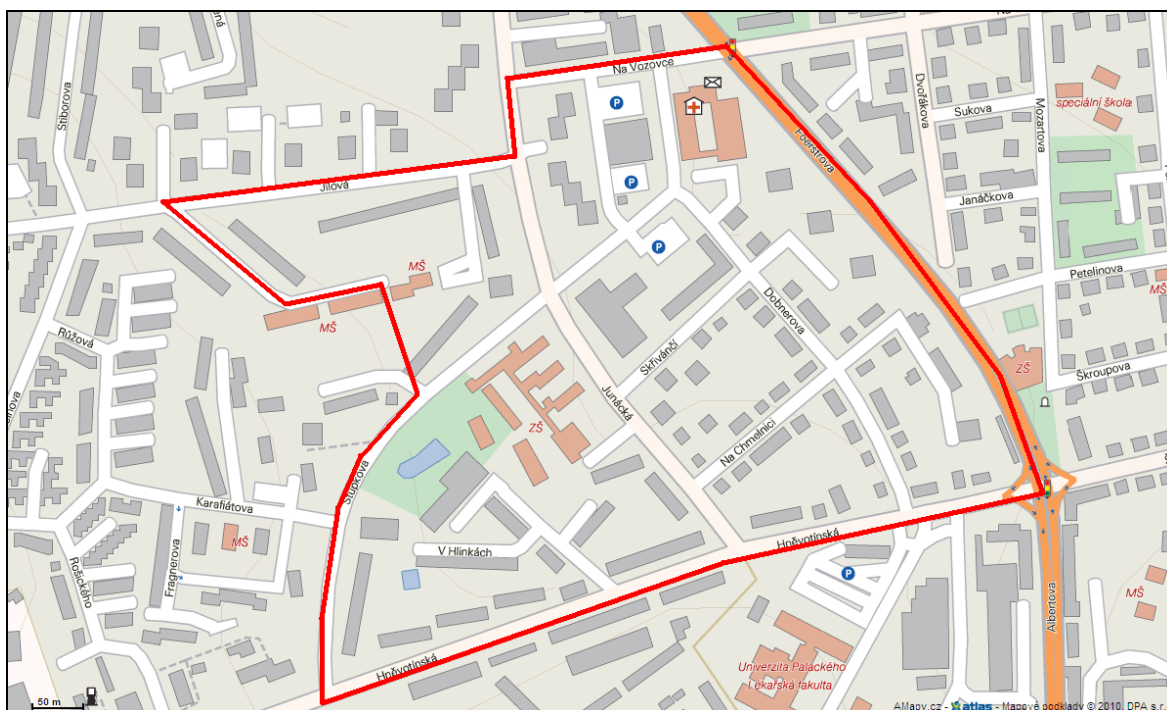 Na Vozovce
Stiborova
Dvořákova
Sukova
Mozartova
speciální škola
Foerstrova
Jílová
Janáčkova
Petelinova
MŠ
MŠ
MŠ
Růžová
Dobnerova
Skřivánčí
Junácká
ZŠ
Škroupova
ZŠ
Na Chmelnici
Stupkova
Karafiátova
Hněvotínská
V Hlinkách
MŠ
Fragnerova
Rošického
MŠ
Albertova
Hněvotínská
Univerzita Palackého
Lékařská fakulta
50 m
AMapy.cz - atlas - Mapové podklady © 2010, DPA s.r.